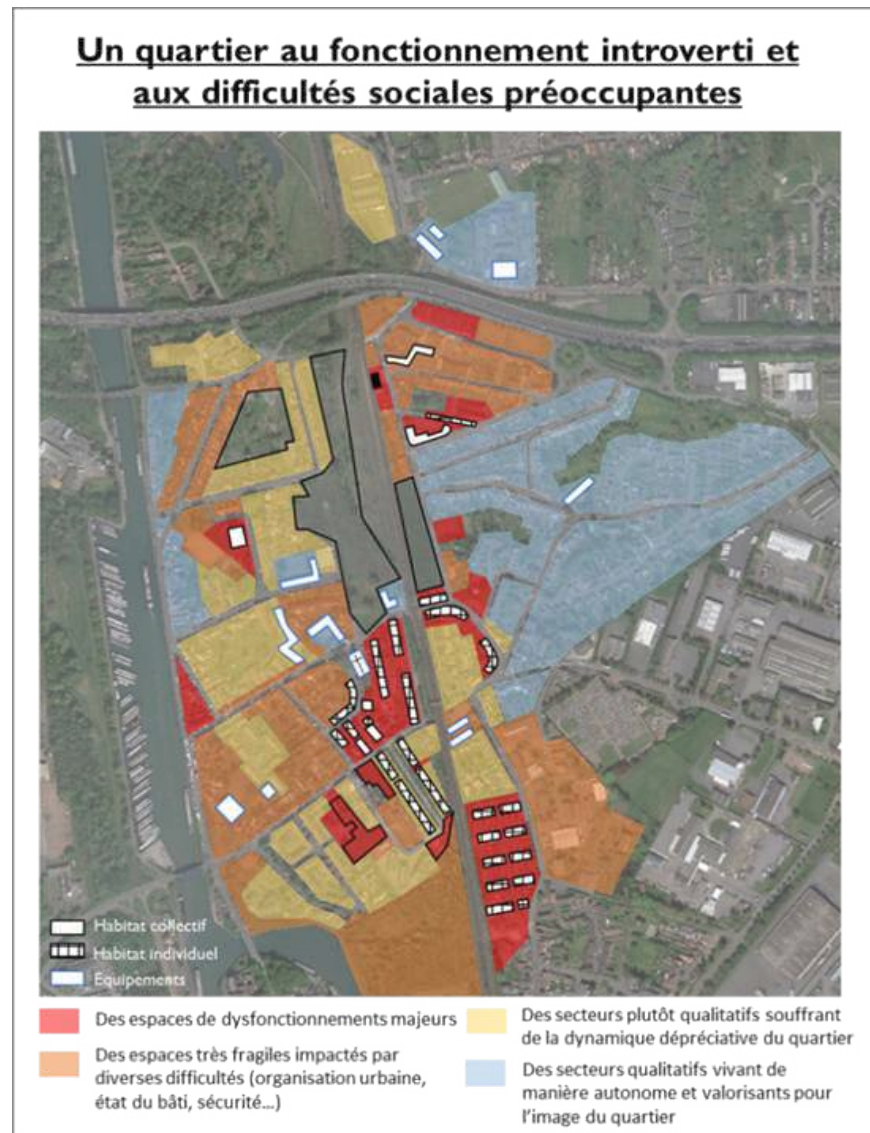 Un quartier au fonctionnement introverti et
aux difficultés sociales préoccupantes
Habitat collectif
Habitat individuel
Equipements
Des espaces de dysfonctionnements majeurs
Des espaces très fragiles impactés par
diverses difficultés (organisation urbaine,
état du bâti, sécurité...)
Des secteurs plutôt qualitatifs souffrant
de la dynamique dépréciative du quartier
Des secteurs qualitatifs vivant de
manière autonome et valorisants pour
l'image du quartier